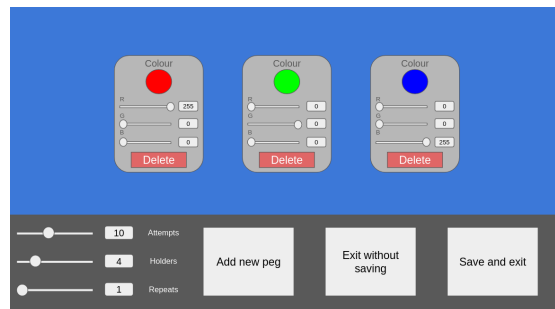 Colour
R
255
G
0
B
0
Delete
Colour
R
0
G
0
B
0
Delete
Colour
R
0
G
0
B
255
Delete
10 Attempts
4 Holders
1 Repeats
Add new peg
Exit without
saving
Save and exit